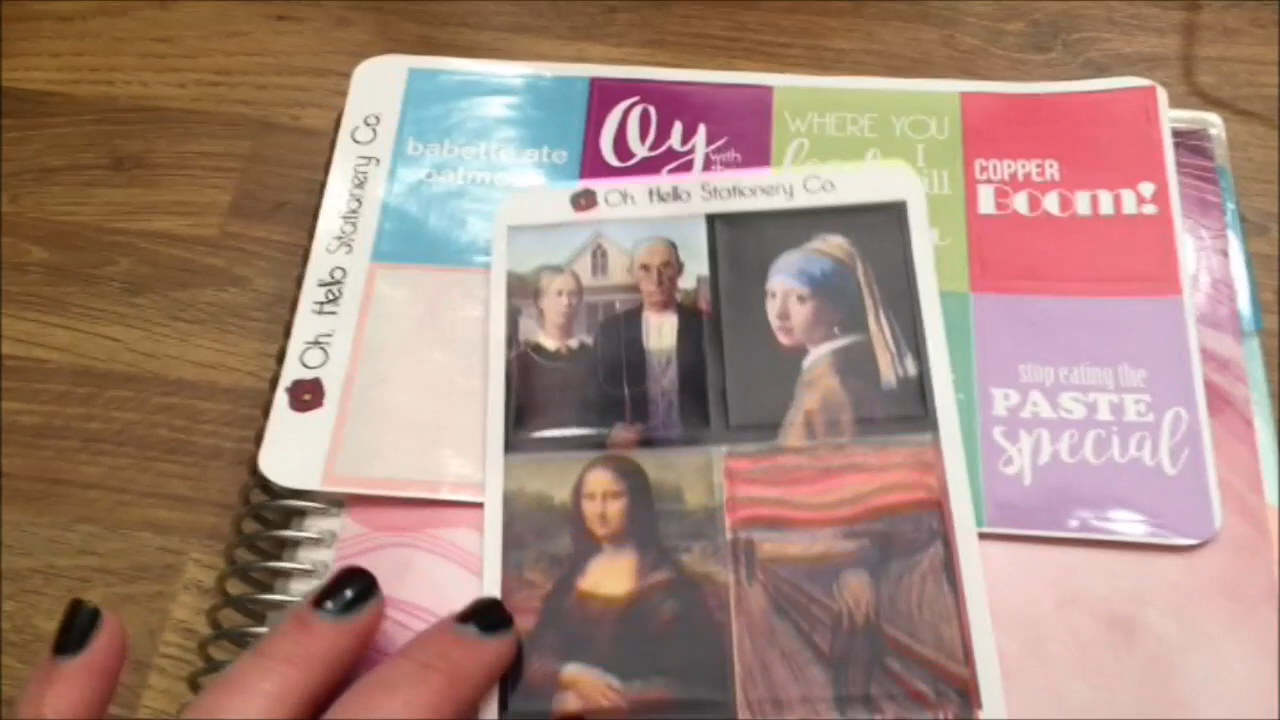 Oh, Hello Stationery Co.
babette ate
oatmeal
Oy
with
WHERE YOU
I
COPPER
Boom!
Oh, Hello Stationery Co.
stop eating the
PASTE
special